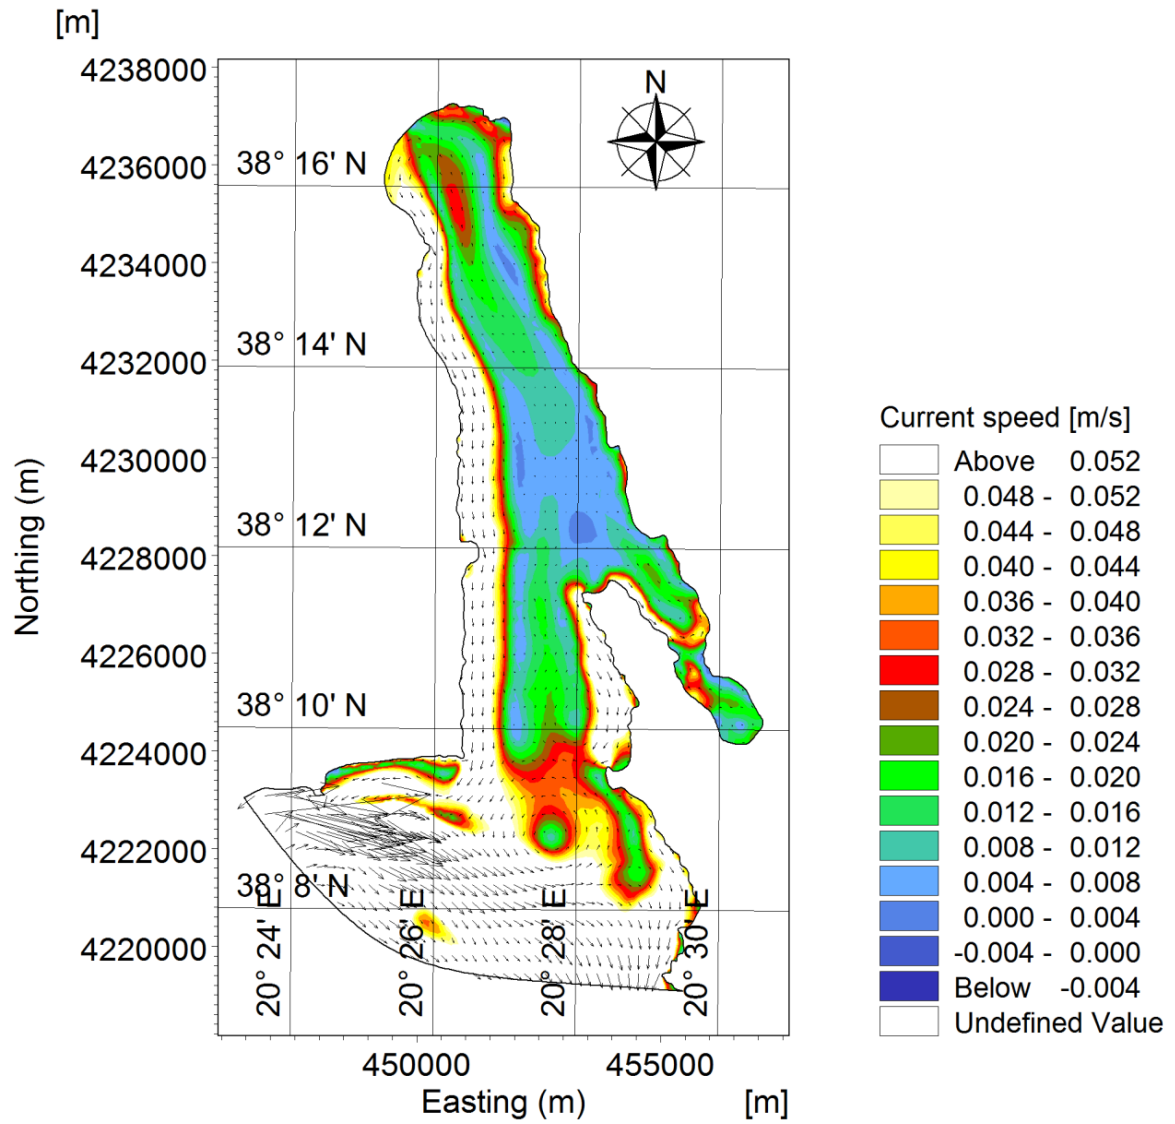 [m]
4238000
N
4236000
38° 16' N
4234000
38° 14' N
4232000
Current speed [m/s]
Above 0.052
0.048 - 0.052
0.044 - 0.048
0.040 - 0.044
0.036 - 0.040
0.032 - 0.036
0.028 - 0.032
0.024 - 0.028
0.020 - 0.024
0.016 - 0.020
0.012 - 0.016
0.008 - 0.012
0.004 - 0.008
0.000 - 0.004
-0.004 - 0.000
Below -0.004
Undefined Value
4230000
Northing (m)
38° 12' N
4228000
4226000
38° 10' N
4224000
4222000
38° 8' N
4220000
20° 24' E
20° 26' E
20° 28' E
20° 30' E
450000
455000
Easting (m)
[m]